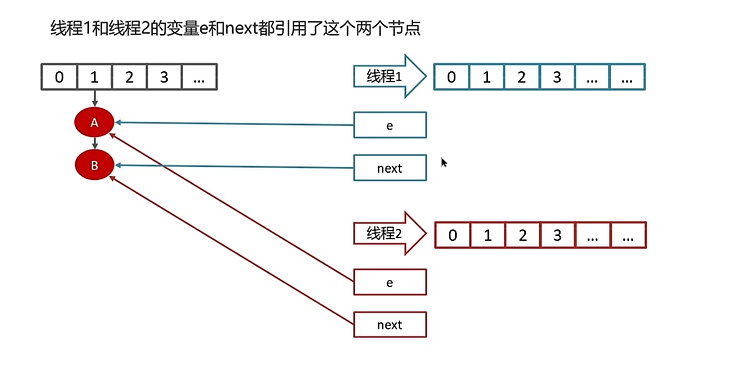 线程1和线程2的变量e和next都引用了这个两个节点
0 1 2 3 ...
线程1
0 1 2 3 ... ...
A
e
B
next
线程2
0 1 2 3 ... ...
e
next